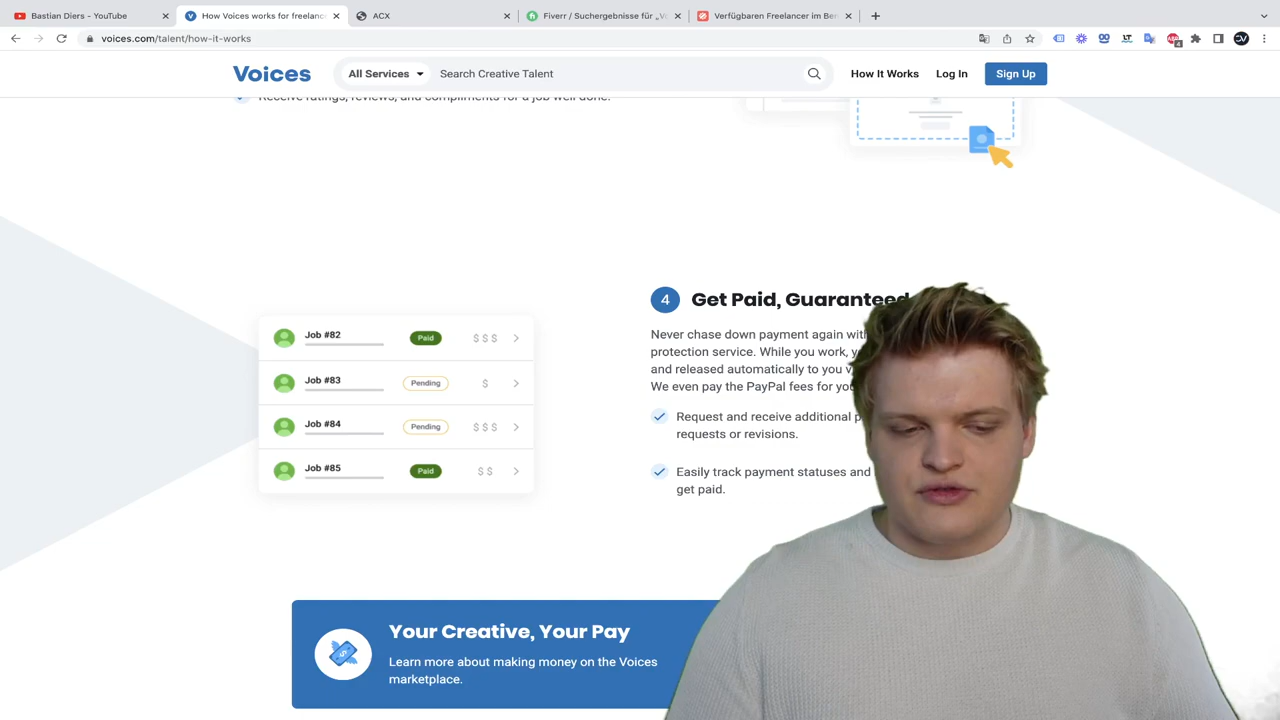 Bastian Diers - YouTube
How Voices works for freelanc
ACX
Fiverr / Suchergebnisse für „Vo
Verfügbaren Freelancer im Ber
voices.com/talent/how-it-works
Voices
All Services
Search Creative Talent
How It Works
Log In
Sign Up
Receive ratings, reviews, and compliments for a job well done.
4
Get Paid, Guaranteed
Never chase down payment again with
protection service. While you work, yo
and released automatically to you v
We even pay the PayPal fees for you
Request and receive additional p
requests or revisions.
Easily track payment statuses and
get paid.
Job #82
Paid
$ $ $
Job #83
Pending
$
Job #84
Pending
$ $ $
Job #85
Paid
$ $
Your Creative, Your Pay
Learn more about making money on the Voices
marketplace.